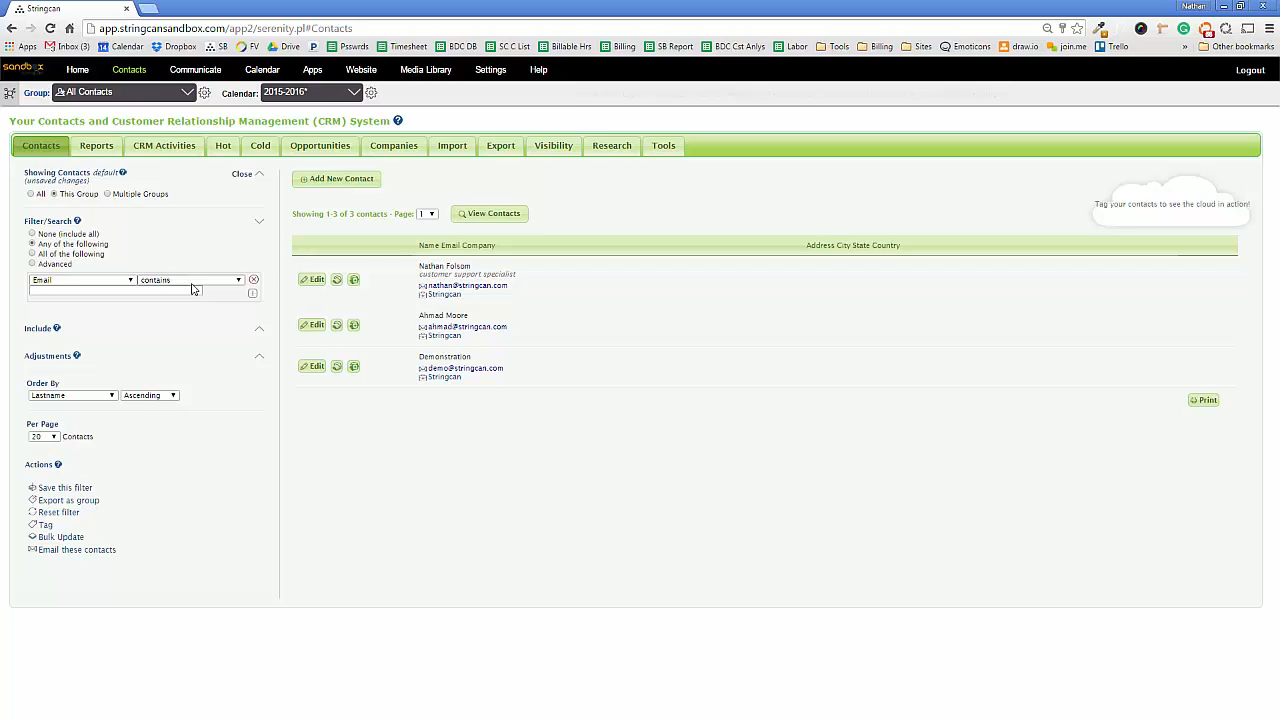 Stringcan
Nathan
app.stringcansandbox.com/app2/serenity.pl#Contacts
Apps Inbox (3) Calendar Dropbox SB FV Drive Psswrds Timesheet BDC DB SC C List Billable Hrs Billing SB Report BDC Cst Anlys Labor Tools Billing Sites Emoticons draw.io join.me Trello » Other bookmarks
sandbox Home Contacts Communicate Calendar Apps Website Media Library Settings Help Logout
Group: All Contacts Calendar: 2015-2016*
Your Contacts and Customer Relationship Management (CRM) System
Contacts Reports CRM Activities Hot Cold Opportunities Companies Import Export Visibility Research Tools
Showing Contacts default
(unsaved changes)
Close
All This Group Multiple Groups
Filter/Search
None (include all)
Any of the following
All of the following
Advanced
Email contains
Include
Adjustments
Order By
Lastname Ascending
Per Page
20 Contacts
Actions
Save this filter
Export as group
Reset filter
Tag
Bulk Update
Email these contacts
Add New Contact
Showing 1-3 of 3 contacts - Page: 1 View Contacts
Tag your contacts to see the cloud in action!
Name Email Company Address City State Country
Edit
Nathan Folsom
customer support specialist
nathan@stringcan.com
Stringcan
Edit
Ahmad Moore
ahmad@stringcan.com
Stringcan
Edit
Demonstration
demo@stringcan.com
Stringcan
Print